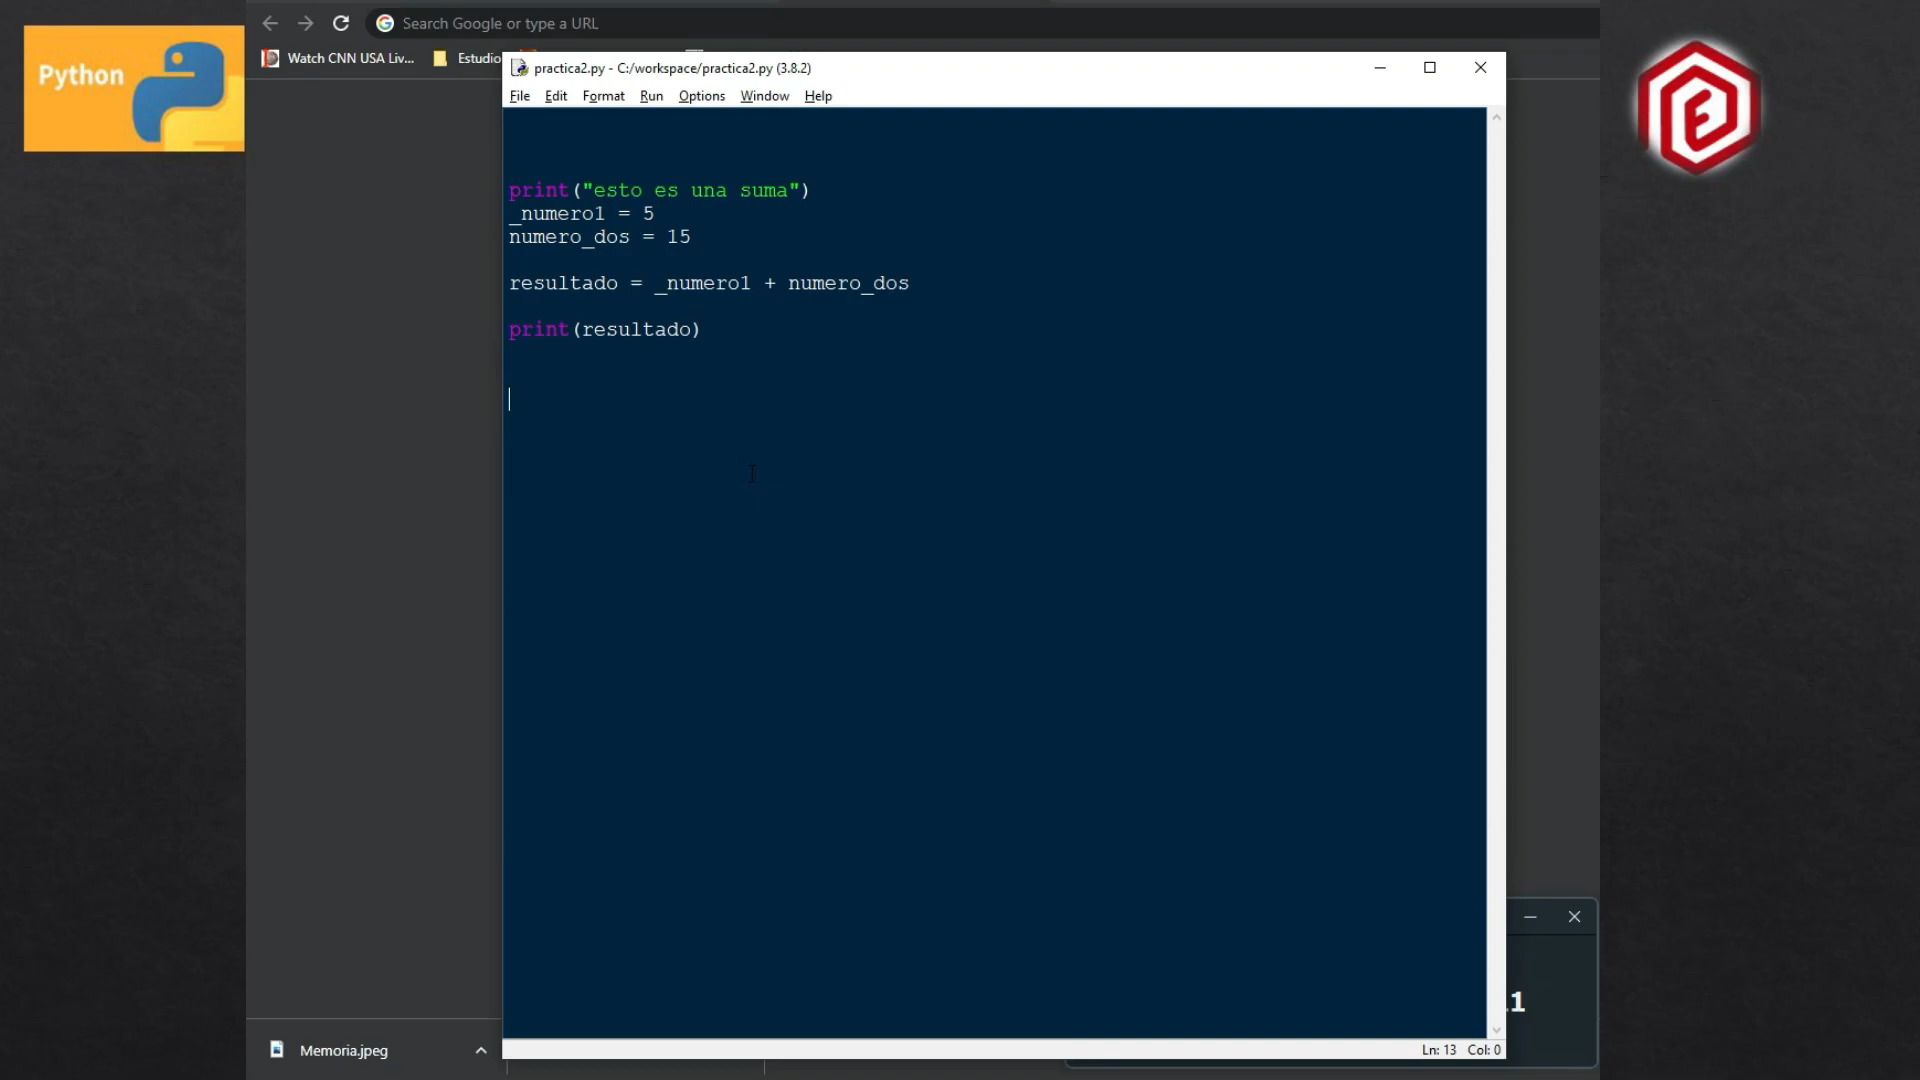 Search Google or type a URL
Python
Watch CNN USA Liv...
Estudio
practica2.py - C:/workspace/practica2.py (3.8.2)
File Edit Format Run Options Window Help
print("esto es una suma")
_numero1 = 5
numero_dos = 15
resultado = _numero1 + numero_dos
print(resultado)
.11
Memoria.jpeg
Ln: 13 Col: 0